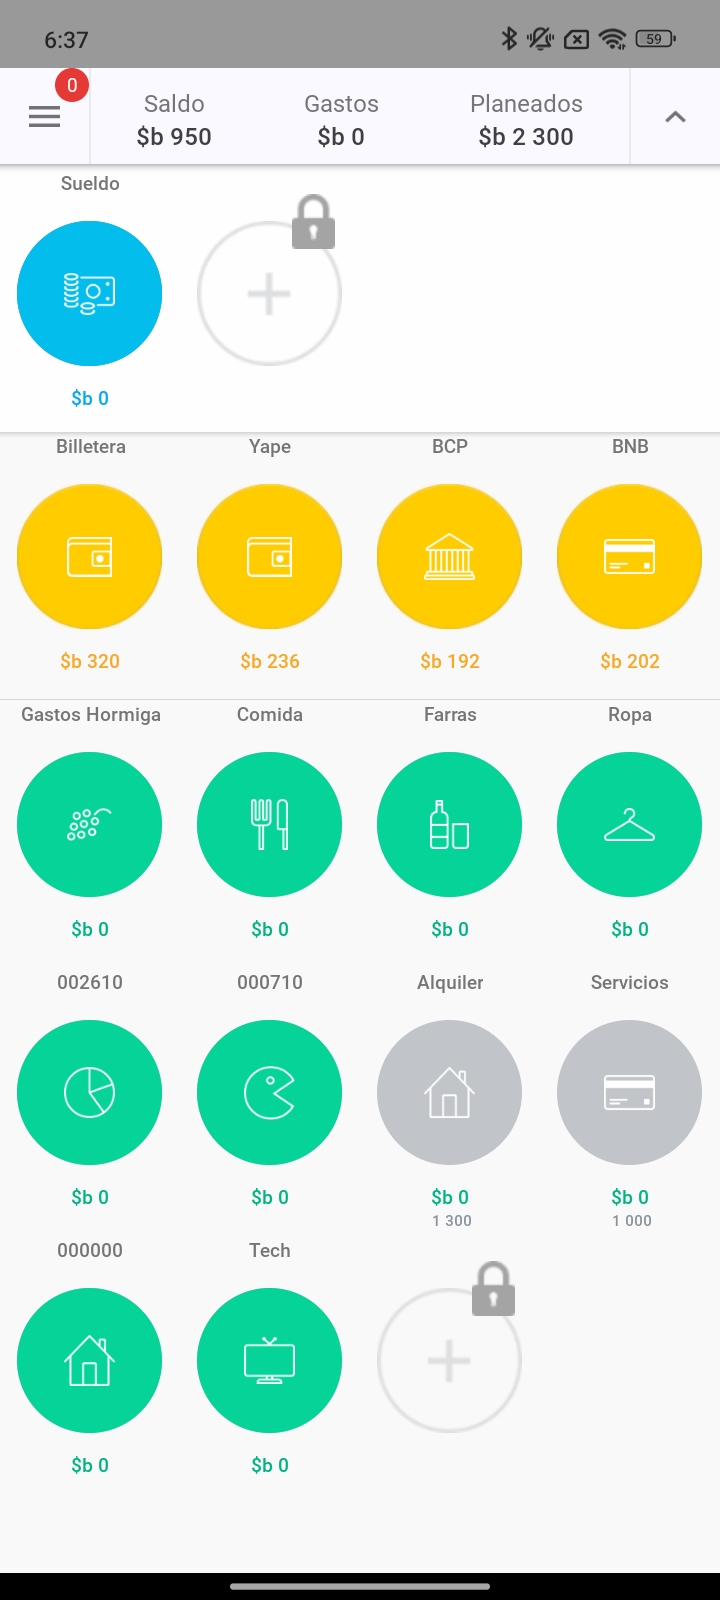 6:37
59
0
Saldo Gastos Planeados
$b 950 $b 0 $b 2 300
Sueldo
$b 0
Billetera Yape BCP BNB
$b 320 $b 236 $b 192 $b 202
Gastos Hormiga Comida Farras Ropa
$b 0 $b 0 $b 0 $b 0
002610 000710 Alquiler Servicios
$b 0 $b 0 $b 0 $b 0
1 300 1 000
000000 Tech
$b 0 $b 0